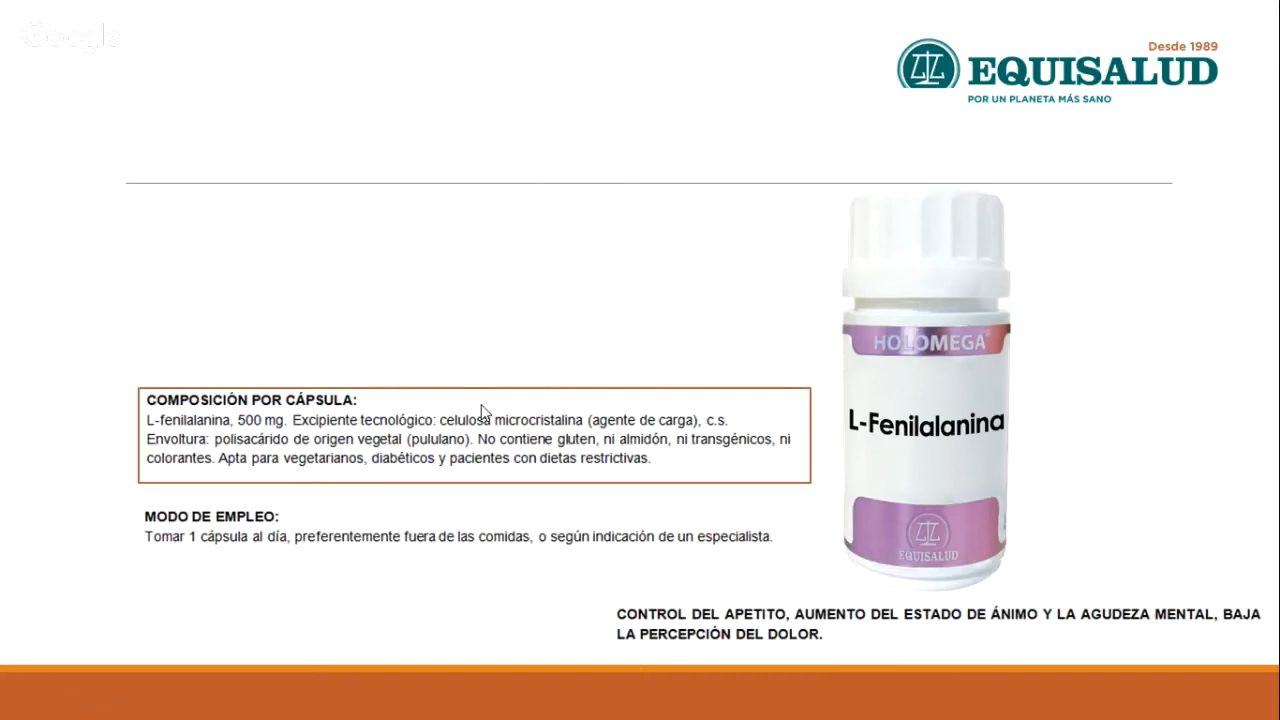 Google
Desde 1989
EQUISALUD
POR UN PLANETA MÁS SANO
HOLOMEGA®
L-Fenilalanina
EQUISALUD
COMPOSICIÓN POR CÁPSULA:
L-fenilalanina, 500 mg. Excipiente tecnológico: celulosa microcristalina (agente de carga), c.s.
Envoltura: polisacárido de origen vegetal (pululano). No contiene gluten, ni almidón, ni transgénicos, ni
colorantes. Apta para vegetarianos, diabéticos y pacientes con dietas restrictivas.
MODO DE EMPLEO:
Tomar 1 cápsula al día, preferentemente fuera de las comidas, o según indicación de un especialista.
CONTROL DEL APETITO, AUMENTO DEL ESTADO DE ÁNIMO Y LA AGUDEZA MENTAL, BAJA
LA PERCEPCIÓN DEL DOLOR.